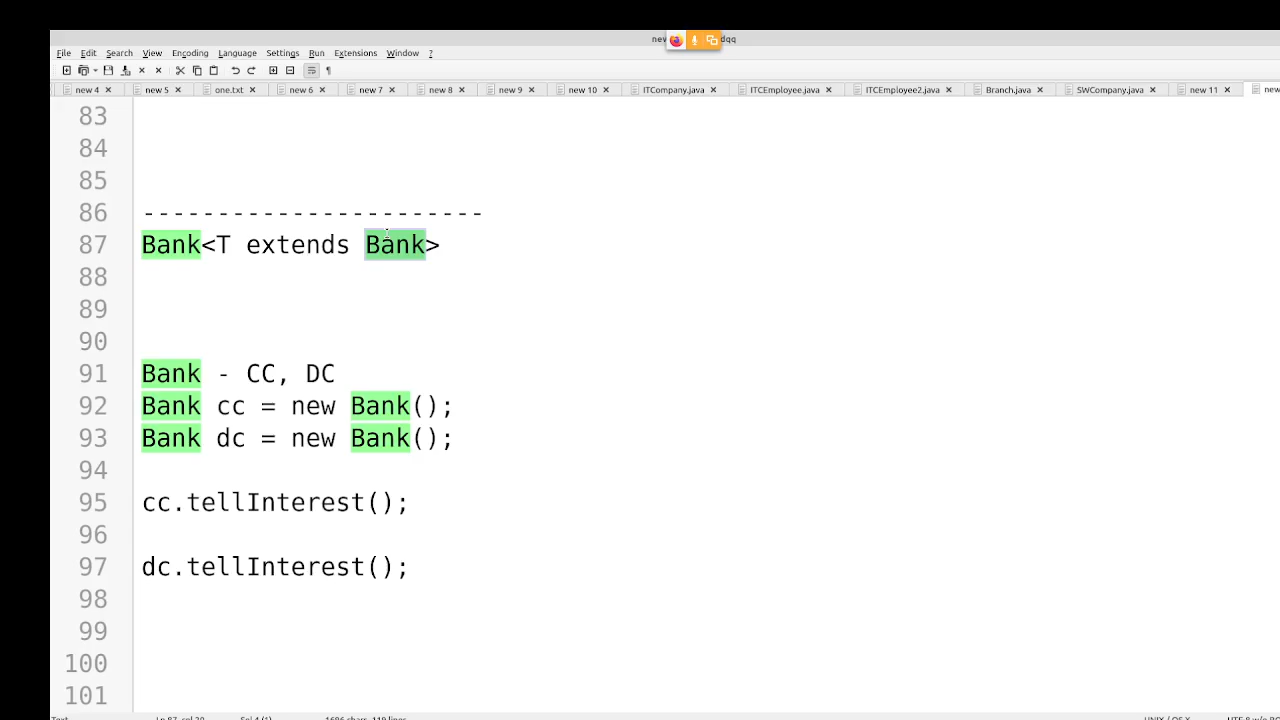 new dqq
File Edit Search View Encoding Language Settings Run Extensions Window ?
new 4 new 5 one.txt new 6 new 7 new 8 new 9 new 10 ITCompany.java ITCEmployee.java ITCEmployee2.java Branch.java SWCompany.java new 11 new
83
84
85
86 -----------------------
87 Bank<T extends Bank>
88
89
90
91 Bank - CC, DC
92 Bank cc = new Bank();
93 Bank dc = new Bank();
94
95 cc.tellInterest();
96
97 dc.tellInterest();
98
99
100
101